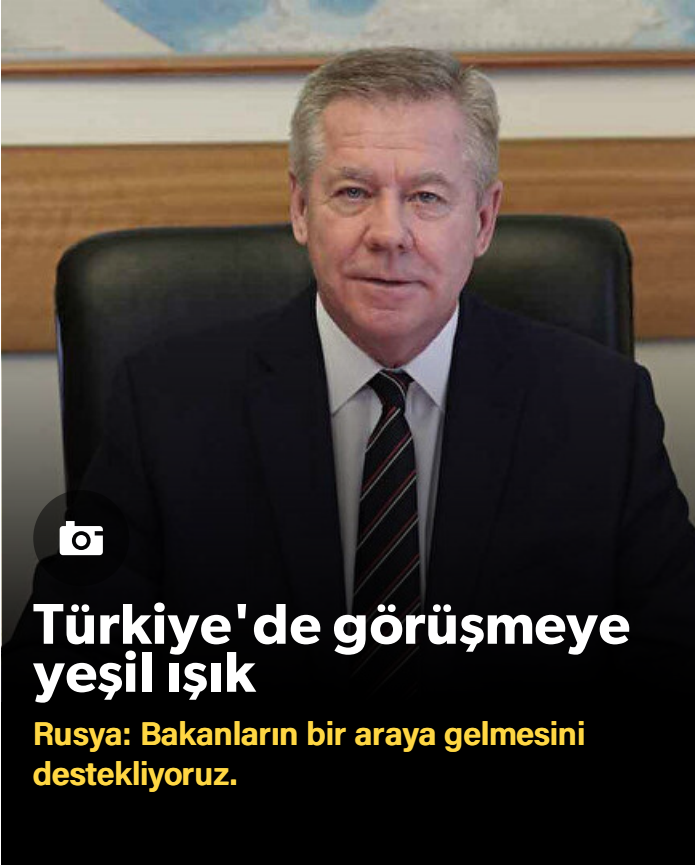 Türkiye'de görüşmeye
yeşil ışık
Rusya: Bakanların bir araya gelmesini
destekliyoruz.